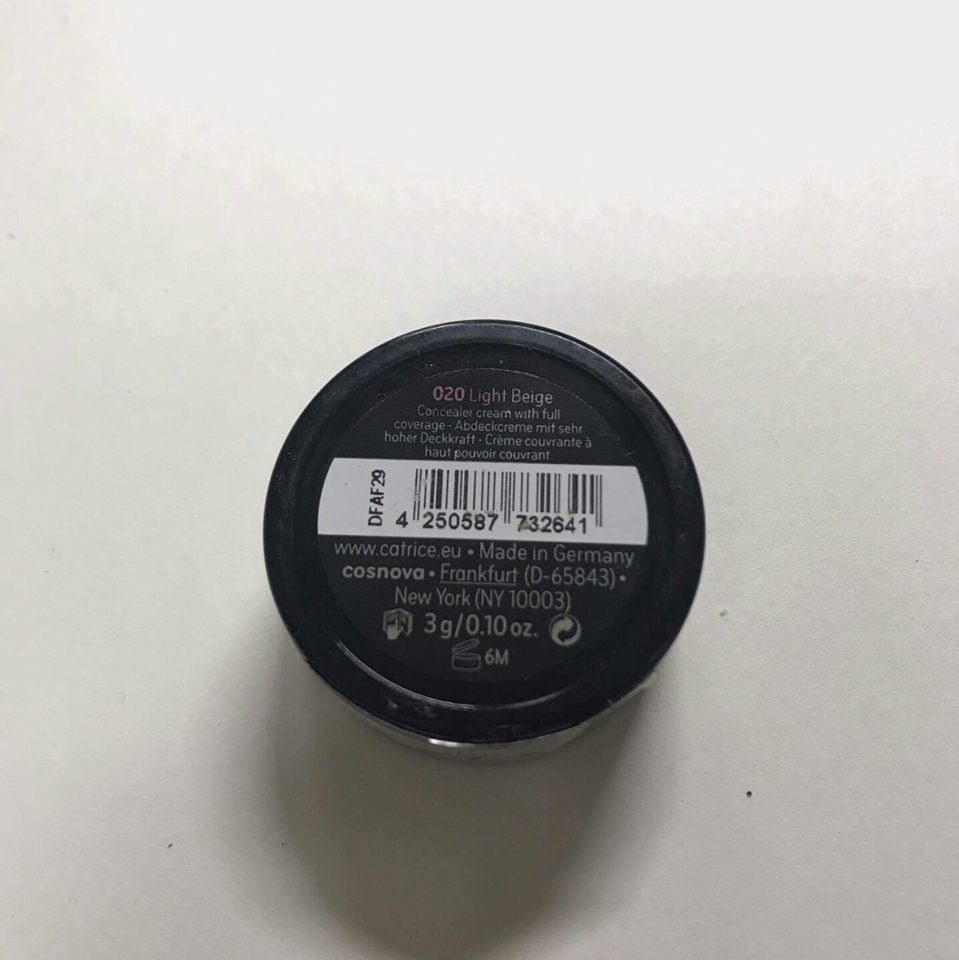 020 Light Beige
Concealer cream with full
coverage - Abdeckcreme mit sehr
hoher Deckkraft - Crème couvrante à
haut pouvoir couvrant
DFAF29
4 250587 732641
www.catrice.eu • Made in Germany
cosnova • Frankfurt (D-65843) •
New York (NY 10003)
3 g/0.10 oz.
6M